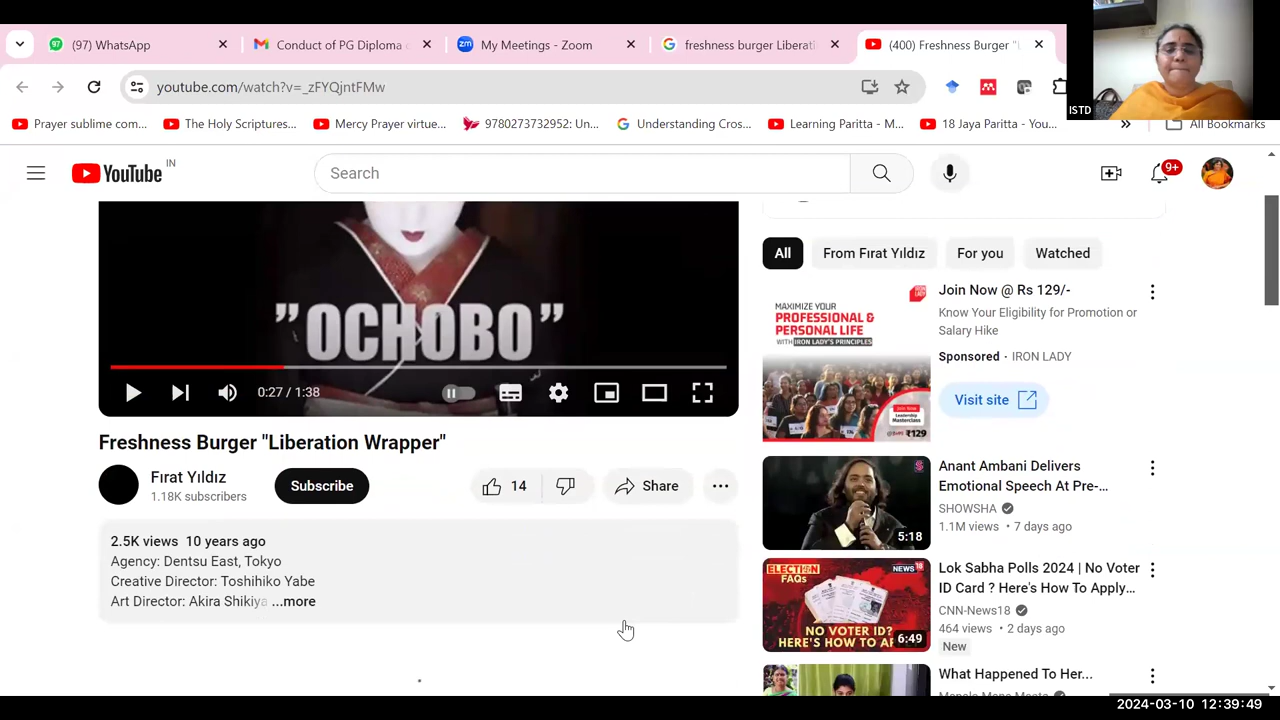 (97) WhatsApp
Conduct of PG Diploma
My Meetings - Zoom
freshness burger Liberati
(400) Freshness Burger "L
ISTD
youtube.com/watch?v=_zFYQjntFMw
Prayer sublime com...
The Holy Scriptures...
Mercy Prayer virtue...
9780273732952: Un...
Understanding Cros...
Learning Paritta - M...
18 Jaya Paritta - You...
All Bookmarks
YouTube IN
Search
9+
"OCHOBO"
0:27 / 1:38
Freshness Burger "Liberation Wrapper"
Fırat Yıldız
1.18K subscribers
Subscribe
14
Share
2.5K views 10 years ago
Agency: Dentsu East, Tokyo
Creative Director: Toshihiko Yabe
Art Director: Akira Shikiya ...more
All
From Fırat Yıldız
For you
Watched
MAXIMIZE YOUR
PROFESSIONAL &
PERSONAL LIFE
WITH IRON LADY'S PRINCIPLES
IRON LADY
Join Now
Leadership
Masterclass
@ ₹129
Join Now @ Rs 129/-
Know Your Eligibility for Promotion or
Salary Hike
Sponsored · IRON LADY
Visit site
5:18
Anant Ambani Delivers
Emotional Speech At Pre-...
SHOWSHA
1.1M views · 7 days ago
ELECTION
FAQs
NEWS18
NO VOTER ID?
HERE'S HOW TO
6:49
Lok Sabha Polls 2024 | No Voter
ID Card ? Here's How To Apply...
CNN-News18
464 views · 2 days ago
New
What Happened To Her...
2024-03-10 12:39:49